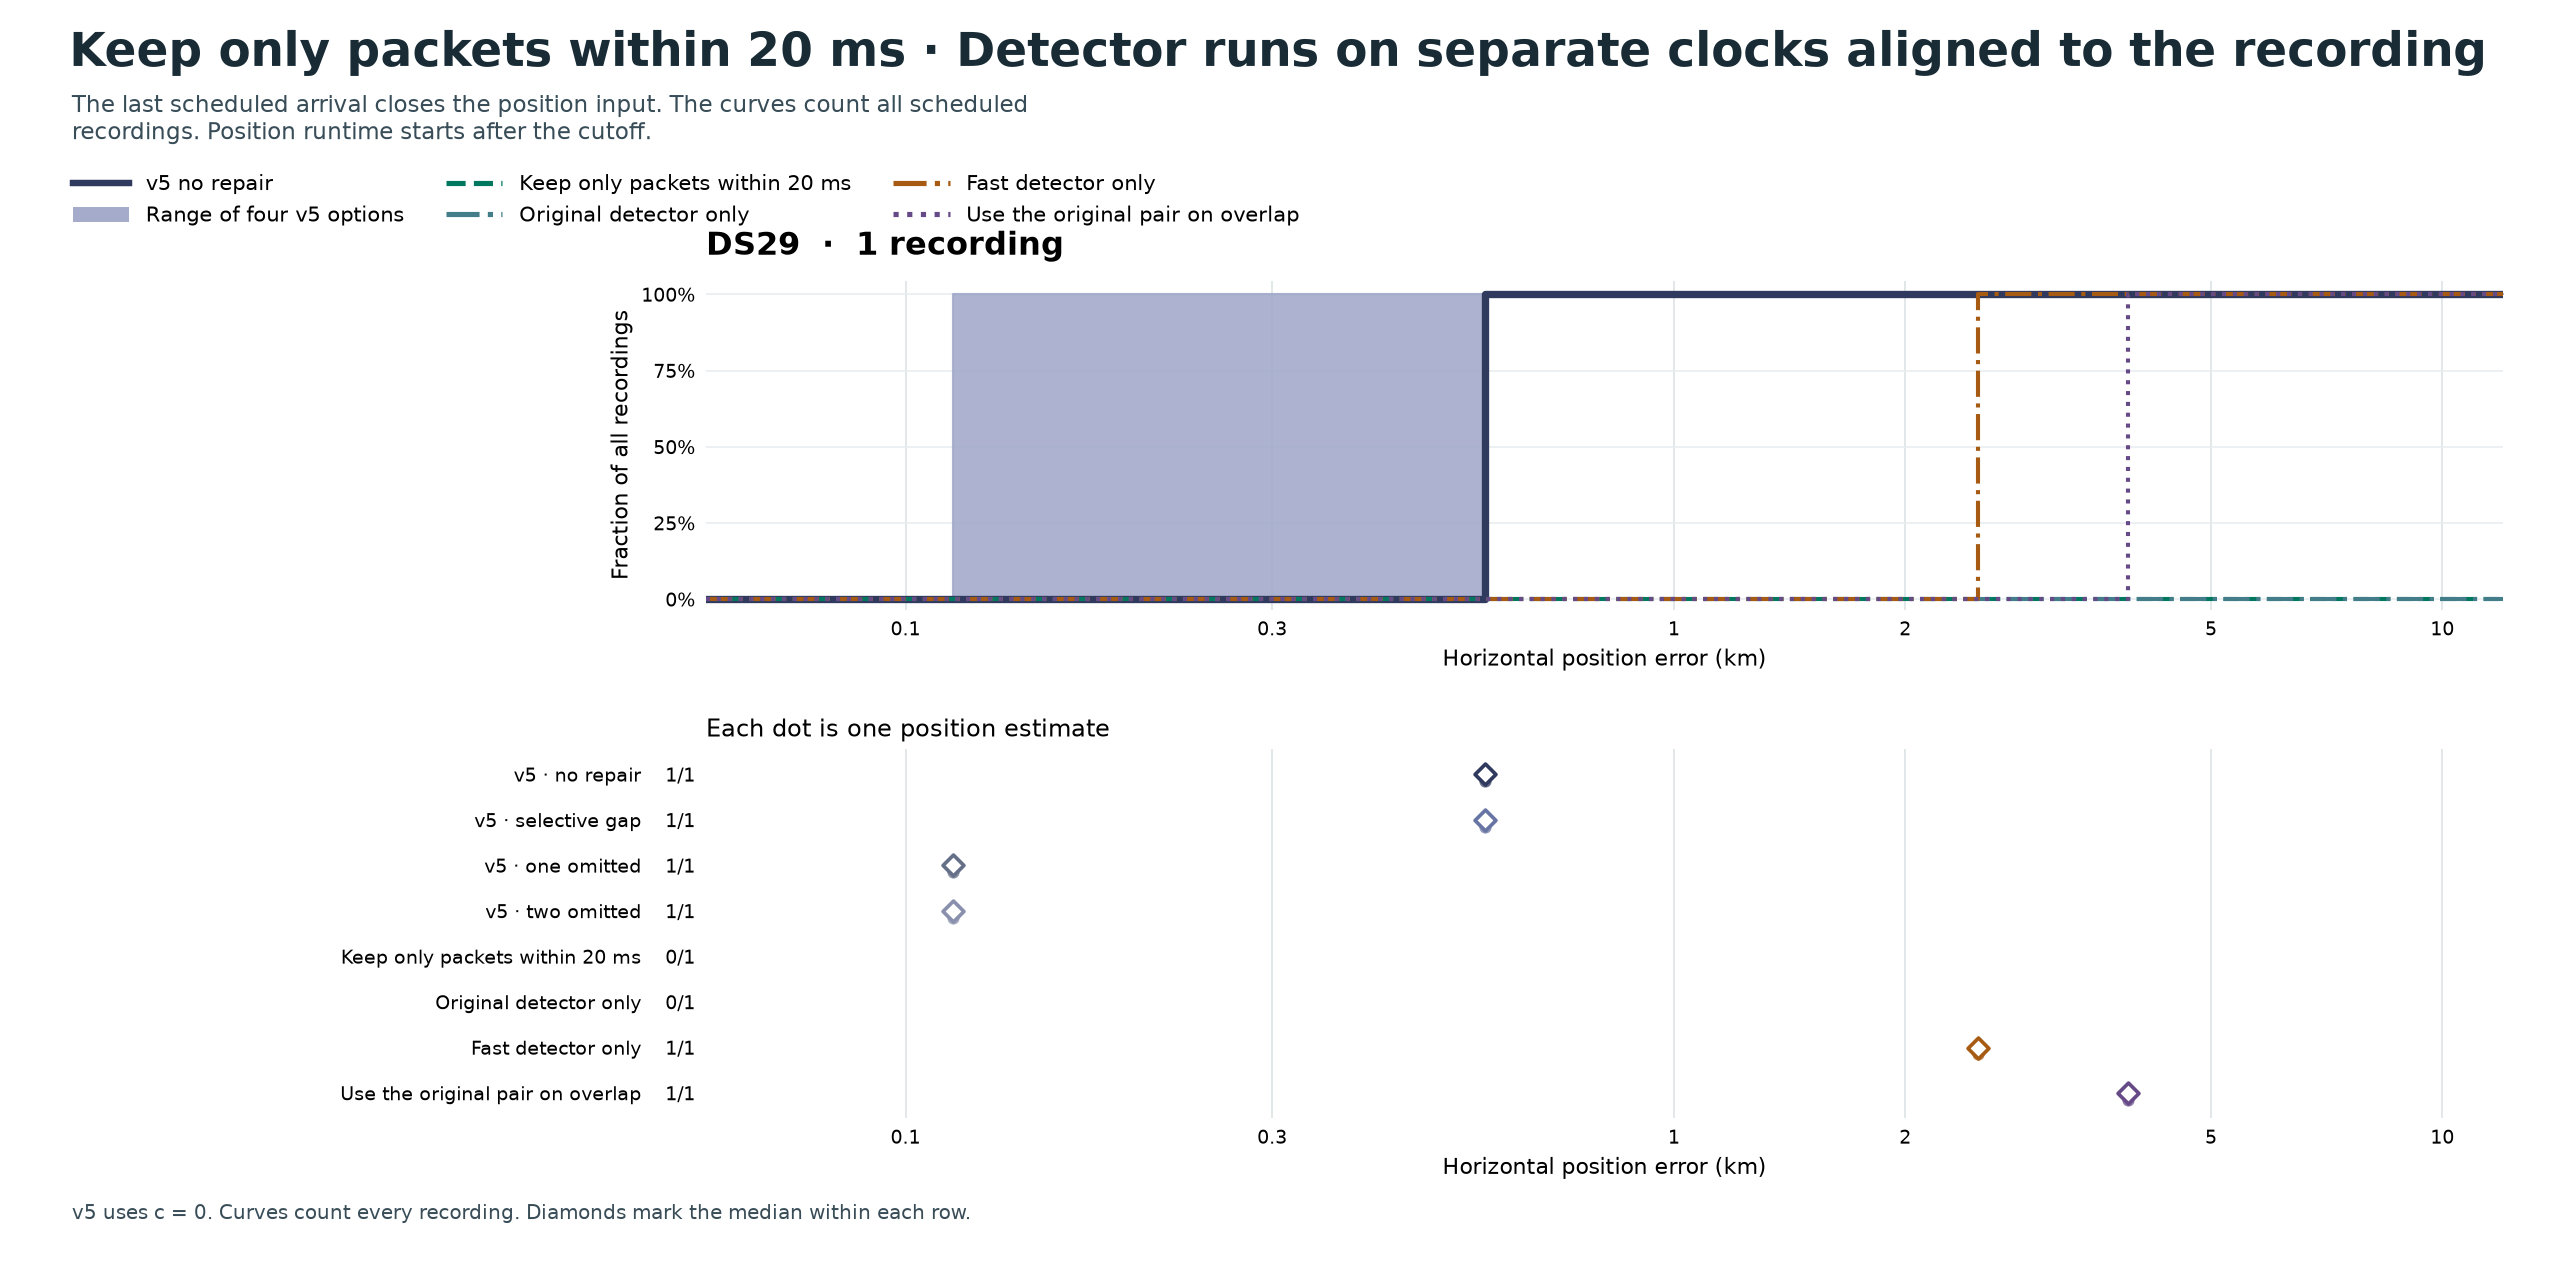 Keep only packets within 20 ms · Detector runs on separate clocks aligned to the recording
The last scheduled arrival closes the position input. The curves count all scheduled
recordings. Position runtime starts after the cutoff.
v5 no repair
Range of four v5 options
Keep only packets within 20 ms
Original detector only
Fast detector only
Use the original pair on overlap
DS29 · 1 recording
Fraction of all recordings
100%
75%
50%
25%
0%
0.1 0.3 1 2 5 10
Horizontal position error (km)
Each dot is one position estimate
v5 · no repair 1/1
v5 · selective gap 1/1
v5 · one omitted 1/1
v5 · two omitted 1/1
Keep only packets within 20 ms 0/1
Original detector only 0/1
Fast detector only 1/1
Use the original pair on overlap 1/1
0.1 0.3 1 2 5 10
Horizontal position error (km)
v5 uses c = 0. Curves count every recording. Diamonds mark the median within each row.